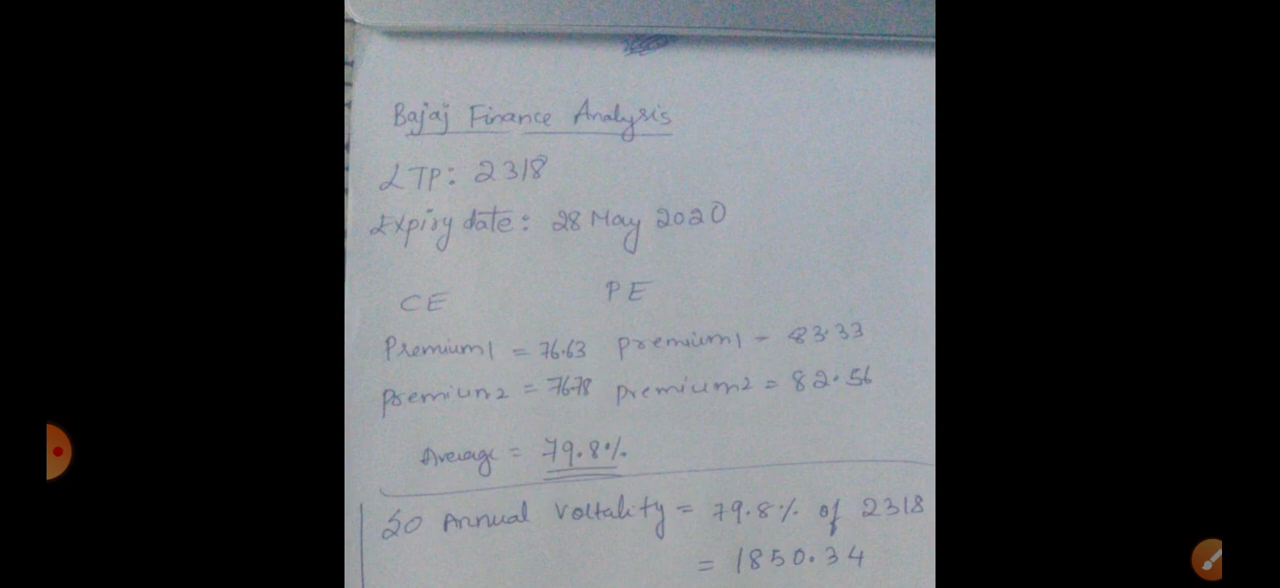 Bajaj Finance Analysis
LTP: 2318
Expiry date: 28 May 2020
CE PE
Premium1 = 76.63 premium1 - 83.33
premium2 = 76.78 premium2 = 82.56
Average = 79.8%
So Annual Voltality = 79.8% of 2318
= 1850.34